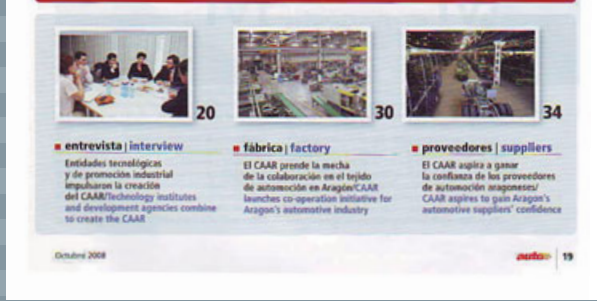 20
30
34
entrevista | interview
Entidades tecnológicas
y de promoción industrial
impulsaron la creación
del CAAR/Technology institutes
and development agencies combine
to create the CAAR
fábrica | factory
El CAAR prende la mecha
de la colaboración en el tejido
de automoción en Aragón/CAAR
launches co-operation initiative for
Aragon's automotive industry
proveedores | suppliers
El CAAR aspira a ganar
la confianza de los proveedores
de automoción aragoneses/
CAAR aspires to gain Aragon's
automotive suppliers' confidence
Octubre 2008
19